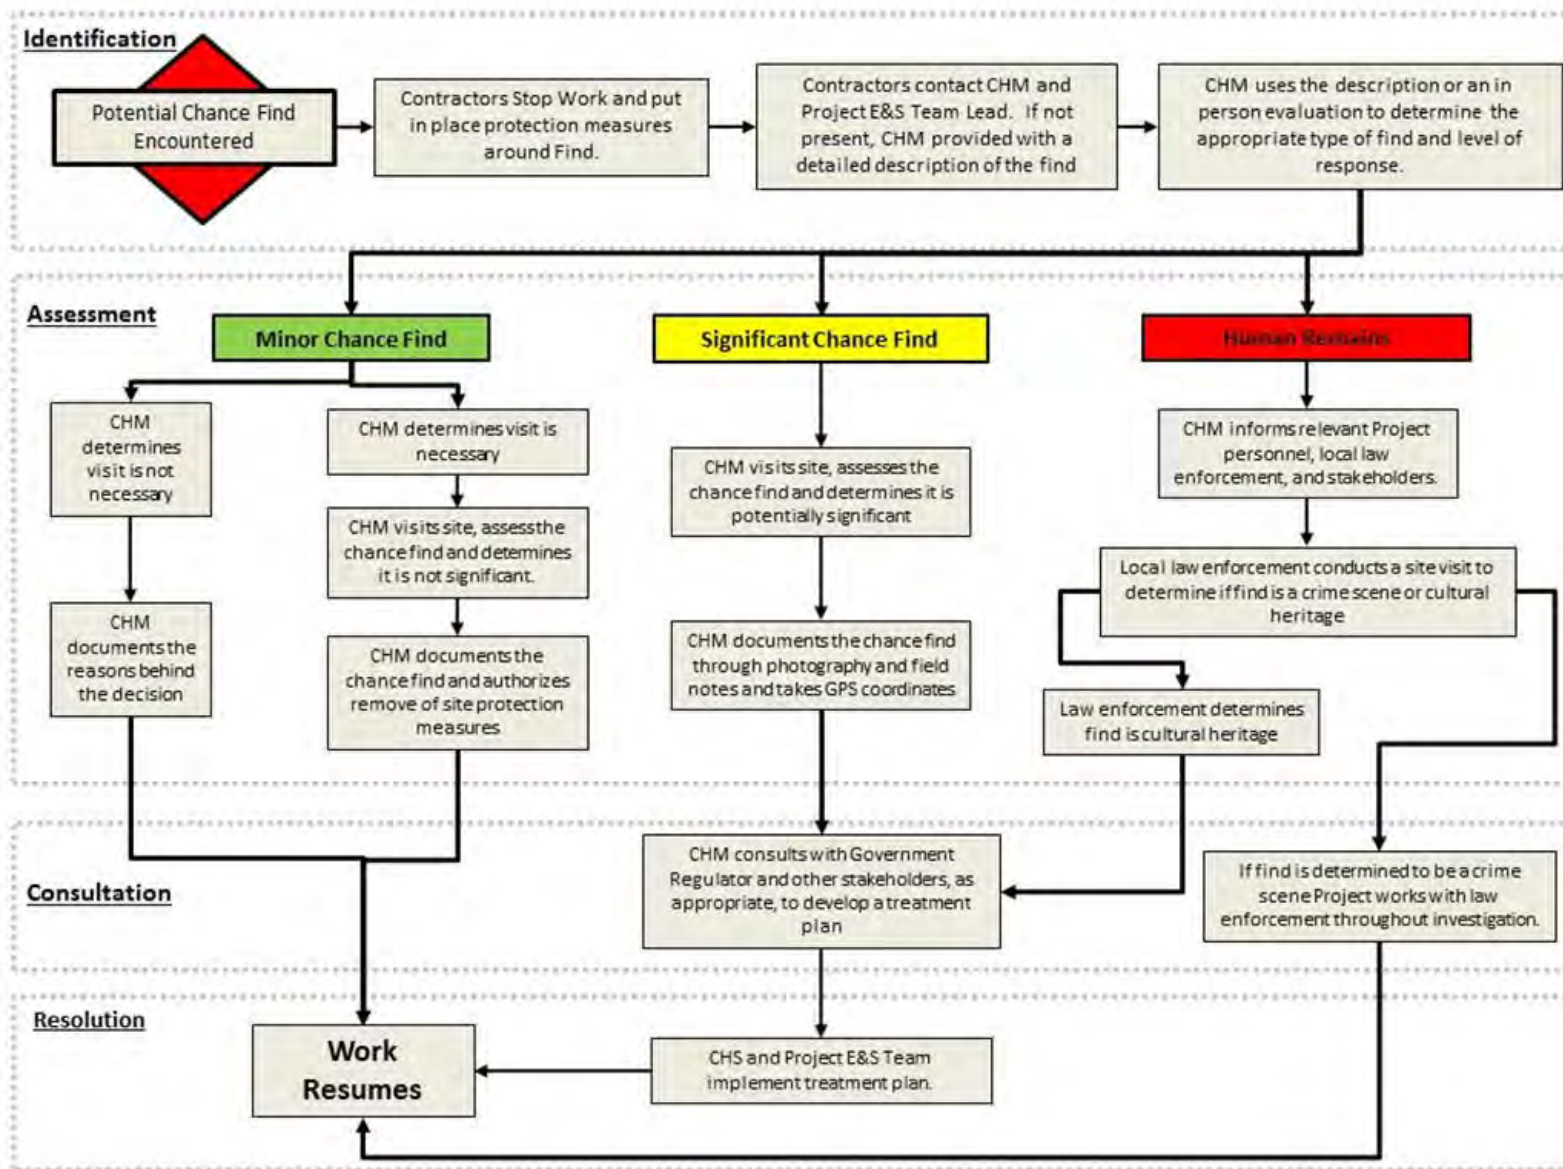 Identification
Potential Chance Find
Encountered
Contractors Stop Work and put
in place protection measures
around Find.
Contractors contact CHM and
Project E&S Team Lead. If not
present, CHM provided with a
detailed description of the find
CHM uses the description or an in
person evaluation to determine the
appropriate type of find and level of
response.
Assessment
Minor Chance Find
Significant Chance Find
Human Remains
CHM
determines
visit is not
necessary
CHM
documents the
reasons behind
the decision
CHM determines visit is
necessary
CHM visits site, assess the
chance find and determines
it is not significant.
CHM documents the
chance find and authorizes
remove of site protection
measures
CHM visits site, assesses the
chance find and determines it is
potentially significant
CHM documents the chance find
through photography and field
notes and takes GPS coordinates
CHM informs relevant Project
personnel, local law
enforcement, and stakeholders.
Local law enforcement conducts a site visit to
determine if find is a crime scene or cultural
heritage
Law enforcement determines
find is cultural heritage
Consultation
CHM consults with Government
Regulator and other stakeholders, as
appropriate, to develop a treatment
plan
If find is determined to be a crime
scene Project works with law
enforcement throughout investigation.
Resolution
Work
Resumes
CHS and Project E&S Team
implement treatment plan.